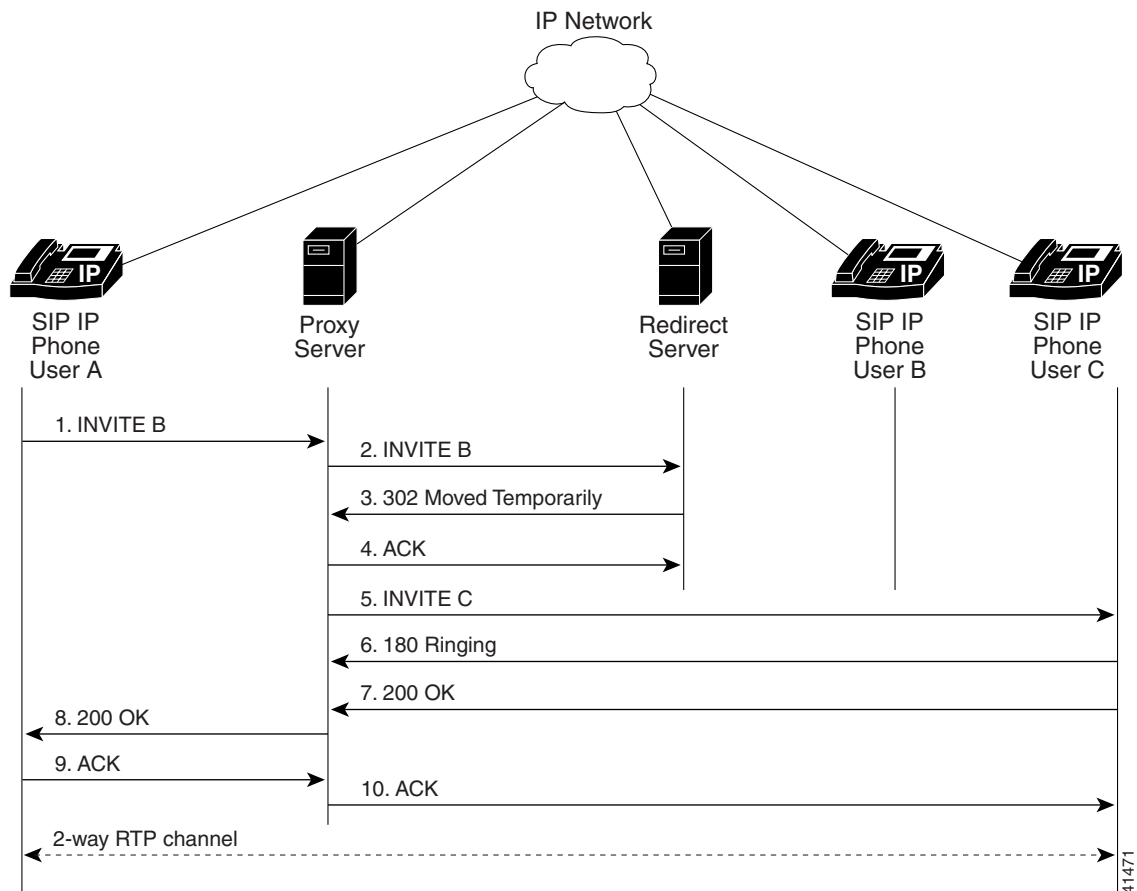 IP Network
IP
IP
IP
SIP IP
Phone
User A
Proxy
Server
Redirect
Server
SIP IP
Phone
User B
SIP IP
Phone
User C
1. INVITE B
2. INVITE B
3. 302 Moved Temporarily
4. ACK
5. INVITE C
6. 180 Ringing
7. 200 OK
8. 200 OK
9. ACK
10. ACK
2-way RTP channel
41471